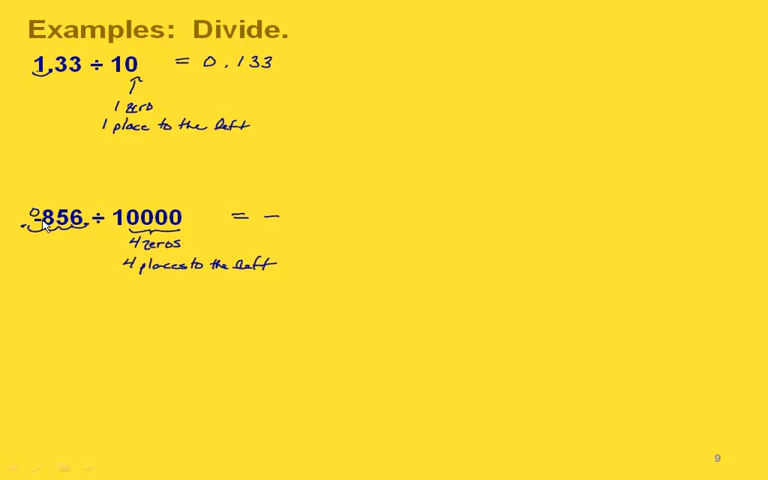 Examples: Divide.
1.33 ÷ 10 = 0.133
1 zero
1 place to the left
0
-856. ÷ 10000 = -
4 zeros
4 places to the left
9